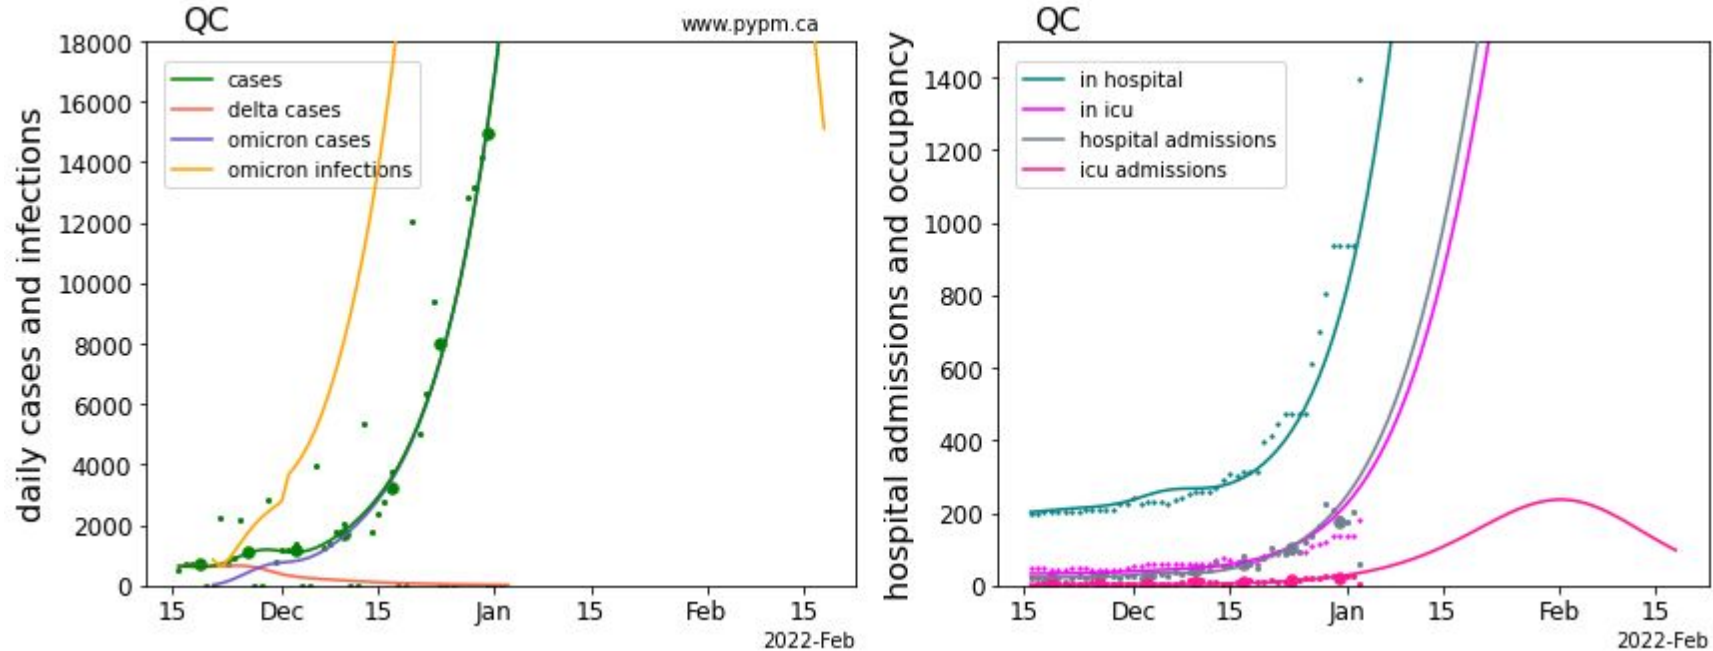 QC
www.pypm.ca
daily cases and infections
18000
16000
14000
12000
10000
8000
6000
4000
2000
0
cases
delta cases
omicron cases
omicron infections
15 Dec 15 Jan 15 Feb 15
2022-Feb
QC
hospital admissions and occupancy
1400
1200
1000
800
600
400
200
0
in hospital
in icu
hospital admissions
icu admissions
15 Dec 15 Jan 15 Feb 15
2022-Feb